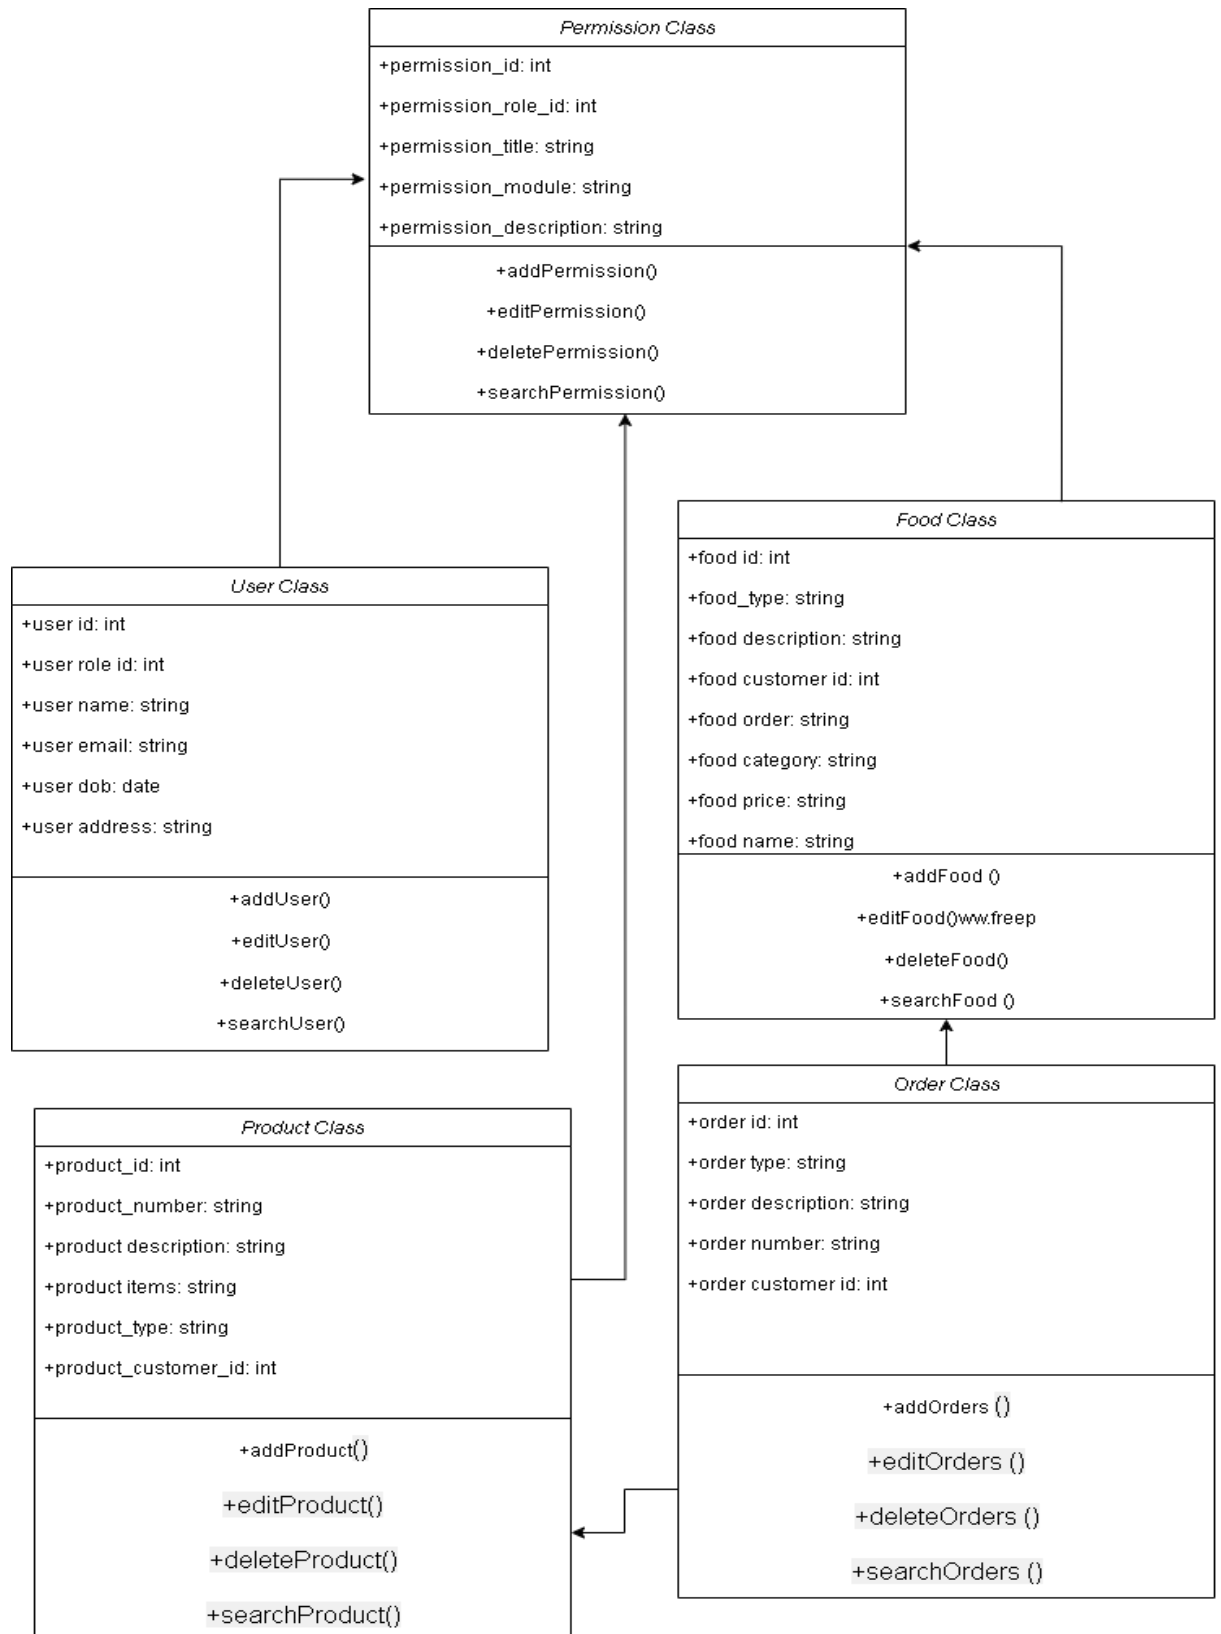 Permission Class
+permission_id: int
+permission_role_id: int
+permission_title: string
+permission_module: string
+permission_description: string
+addPermission()
+editPermission()
+deletePermission()
+searchPermission()
User Class
+user id: int
+user role id: int
+user name: string
+user email: string
+user dob: date
+user address: string
+addUser()
+editUser()
+deleteUser()
+searchUser()
Food Class
+food id: int
+food_type: string
+food description: string
+food customer id: int
+food order: string
+food category: string
+food price: string
+food name: string
+addFood ()
+editFood()ww.freep
+deleteFood()
+searchFood ()
Product Class
+product_id: int
+product_number: string
+product description: string
+product items: string
+product_type: string
+product_customer_id: int
+addProduct()
+editProduct()
+deleteProduct()
+searchProduct()
Order Class
+order id: int
+order type: string
+order description: string
+order number: string
+order customer id: int
+addOrders ()
+editOrders ()
+deleteOrders ()
+searchOrders ()